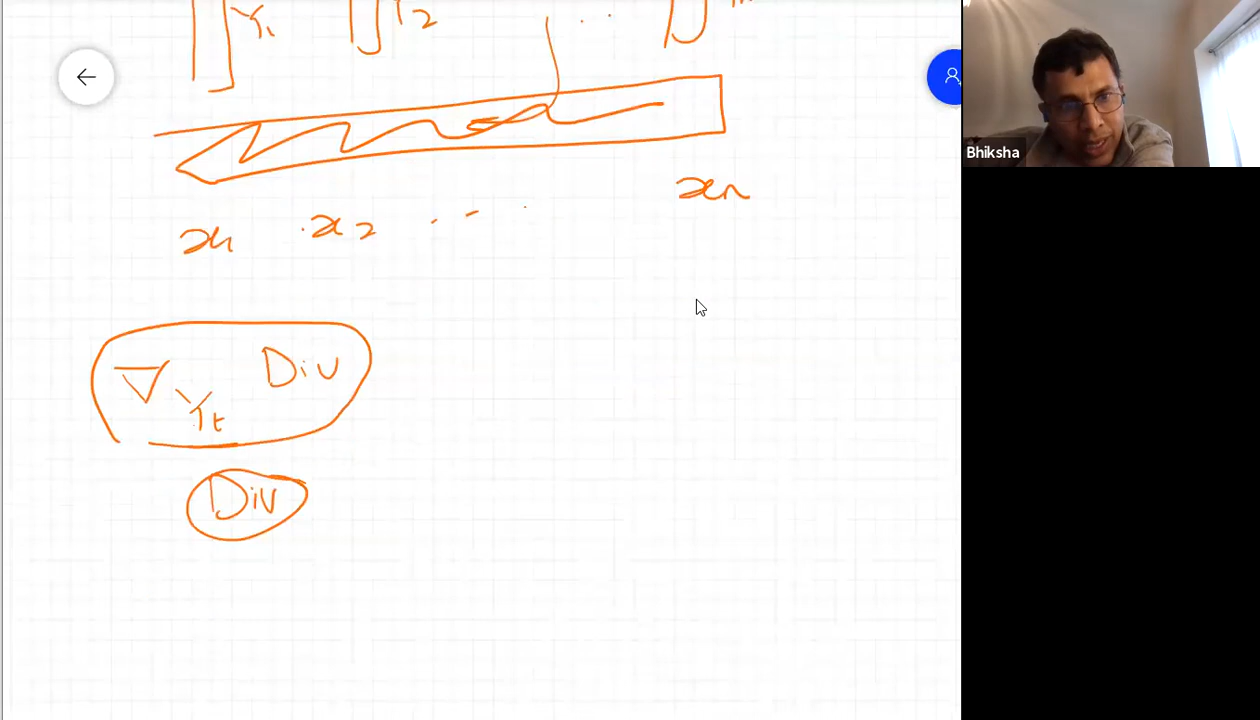 Y₁ Y₂ . .
x₁ x₂ . . . xₙ
∇Yₜ Div
Div
Bhiksha